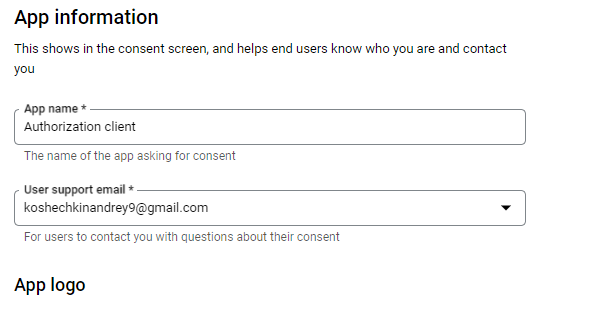 App information
This shows in the consent screen, and helps end users know who you are and contact
you
App name *
Authorization client
The name of the app asking for consent
User support email *
koshechkinandrey9@gmail.com
For users to contact you with questions about their consent
App logo